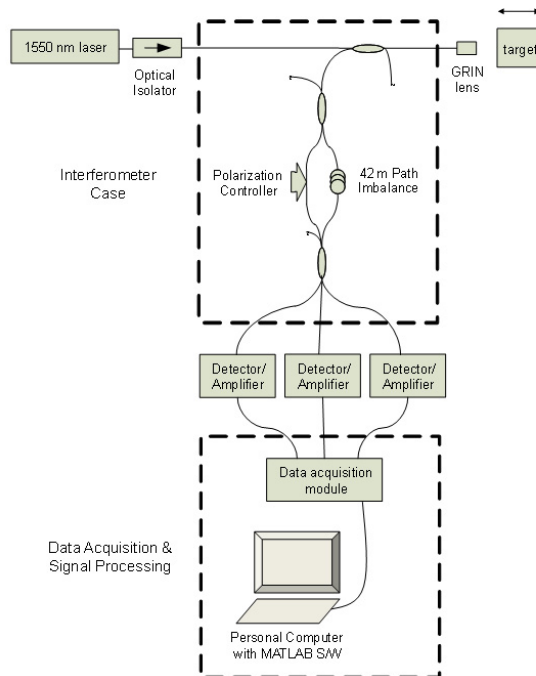 1550 nm laser
Optical
Isolator
GRIN
lens
target
Interferometer
Case
Polarization
Controller
42 m Path
Imbalance
Detector/
Amplifier
Detector/
Amplifier
Detector/
Amplifier
Data acquisition
module
Data Acquisition &
Signal Processing
Personal Computer
with MATLAB S/W